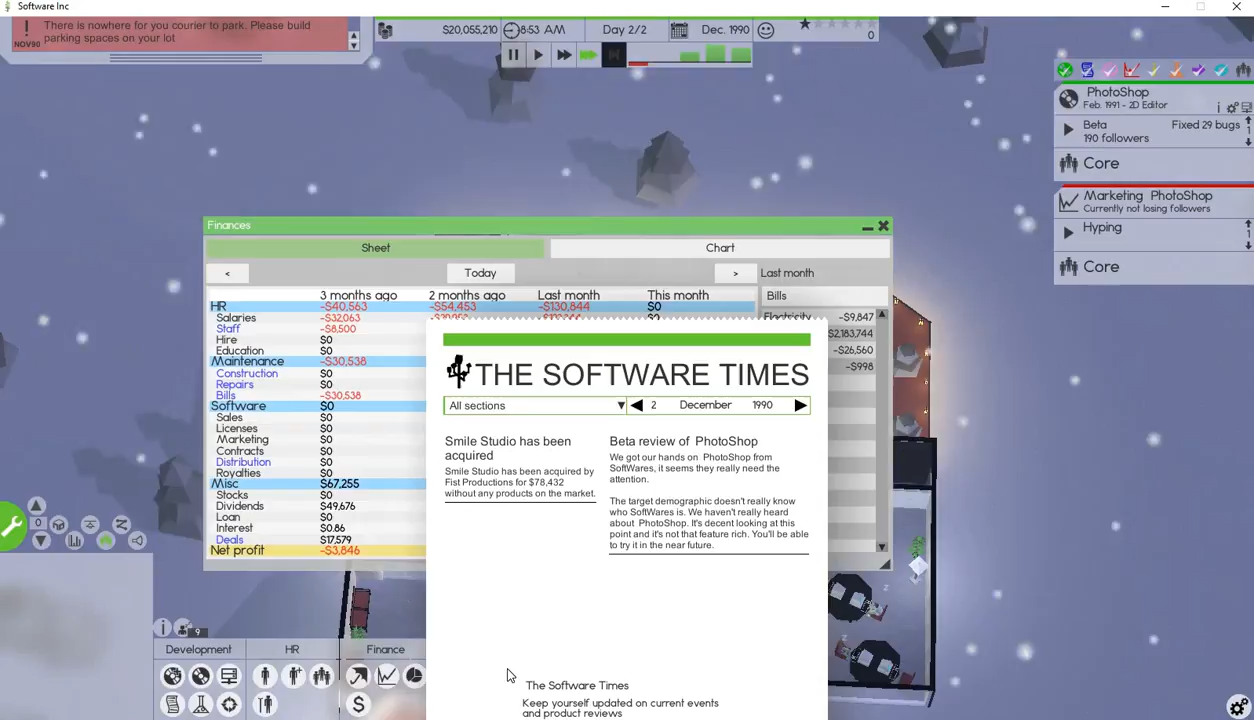 Software Inc
There is nowhere for you courier to park. Please build
parking spaces on your lot
NOV90
$20,055,210
8:53 AM
Day 2/2
Dec. 1990
0
PhotoShop
Feb. 1991 - 2D Editor
Beta
Fixed 29 bugs
190 followers
1
Core
Marketing PhotoShop
Currently not losing followers
Hyping
1
Core
Finances
Sheet
Chart
<
Today
>
Last month
3 months ago
2 months ago
Last month
This month
Bills
HR
-$40,563
-$54,453
-$130,844
$0
Salaries
-$32,063
Electricity
-$9,847
Staff
-$8,500
$2,183,744
Hire
$0
-$26,560
Education
$0
-$998
Maintenance
-$30,538
Construction
$0
Repairs
$0
Bills
-$30,538
Software
$0
Sales
$0
Licenses
$0
Marketing
$0
Contracts
$0
Distribution
$0
Royalties
$0
Misc
$67,255
Stocks
$0
Dividends
$49,676
Loan
$0
Interest
$0.86
Deals
$17,579
Net profit
-$3,846
THE SOFTWARE TIMES
All sections
2
December
1990
Smile Studio has been
acquired
Smile Studio has been acquired by
Fist Productions for $78,432
without any products on the market.
Beta review of PhotoShop
We got our hands on PhotoShop from
SoftWares, it seems they really need the
attention.
The target demographic doesn't really know
who SoftWares is. We haven't really heard
about PhotoShop. It's decent looking at this
point and it's not that feature rich. You'll be able
to try it in the near future.
The Software Times
Keep yourself updated on current events
and product reviews
0
9
Development
HR
Finance